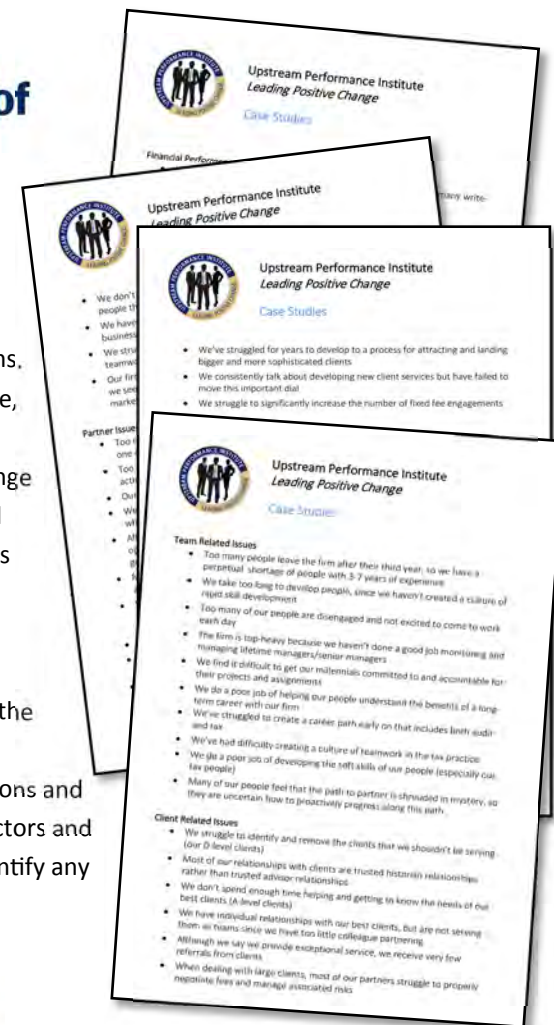 of
ns.
e,
nge
s
the
ons and
ctors and
ntify any
Upstream Performance Institute
Leading Positive Change
Case Studies
Financial
many write-
Upstream Performance Institute
Leading Positive Change
We don't
people
We have
business
Our
we
market
Partner Issue
Too
one
Too
Our
We
Upstream Performance Institute
Leading Positive Change
Case Studies
• We've struggled for years to develop to a process for attracting and landing
bigger and more sophisticated clients
• We consistently talk about developing new client services but have failed to
move this important dial
• We struggle to significantly increase the number of fixed fee engagements
Upstream Performance Institute
Leading Positive Change
Case Studies
Team Related Issues
• Too many people leave the firm after their third year, so we have a
perpetual shortage of people with 3-7 years of experience
• We take too long to develop people, since we haven't created a culture of
rapid skill development
• Too many of our people are disengaged and not excited to come to work
each day
• The firm is top-heavy because we haven't done a good job monitoring and
managing lifetime managers/senior managers
• We find it difficult to get our millennials committed to and accountable for
their projects and assignments
• We do a poor job of helping our people understand the benefits of a long-
term career with our firm
• We've struggled to create a career path early on that includes both audit
and tax
• We've had difficulty creating a culture of teamwork in the tax practice
• We do a poor job of developing the soft skills of our people (especially our
tax people)
• Many of our people feel that the path to partner is shrouded in mystery, so
they are uncertain how to proactively progress along this path
Client Related Issues
• We struggle to identify and remove the clients that we shouldn't be serving
(our D-level clients)
• Most of our relationships with clients are trusted historian relationships
rather than trusted advisor relationships
• We don't spend enough time helping and getting to know the needs of our
best clients (A-level clients)
• We have individual relationships with our best clients, but are not serving
them as teams since we have too little colleague partnering
• Although we say we provide exceptional service, we receive very few
referrals from clients
• When dealing with large clients, most of our partners struggle to properly
negotiate fees and manage associated risks